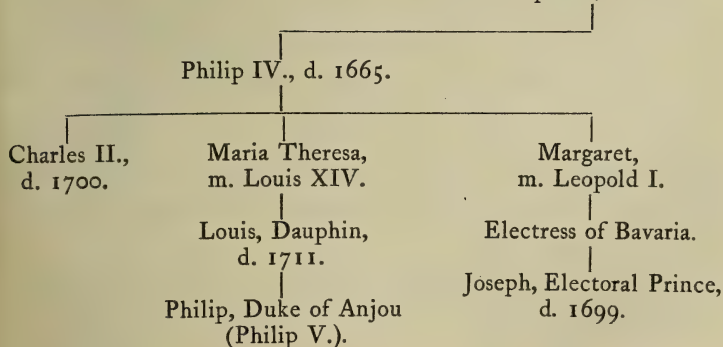 Philip IV., d. 1665.
Charles II.,
d. 1700.
Maria Theresa,
m. Louis XIV.
Margaret,
m. Leopold I.
Louis, Dauphin,
d. 1711.
Electress of Bavaria.
Philip, Duke of Anjou
(Philip V.).
Joseph, Electoral Prince,
d. 1699.